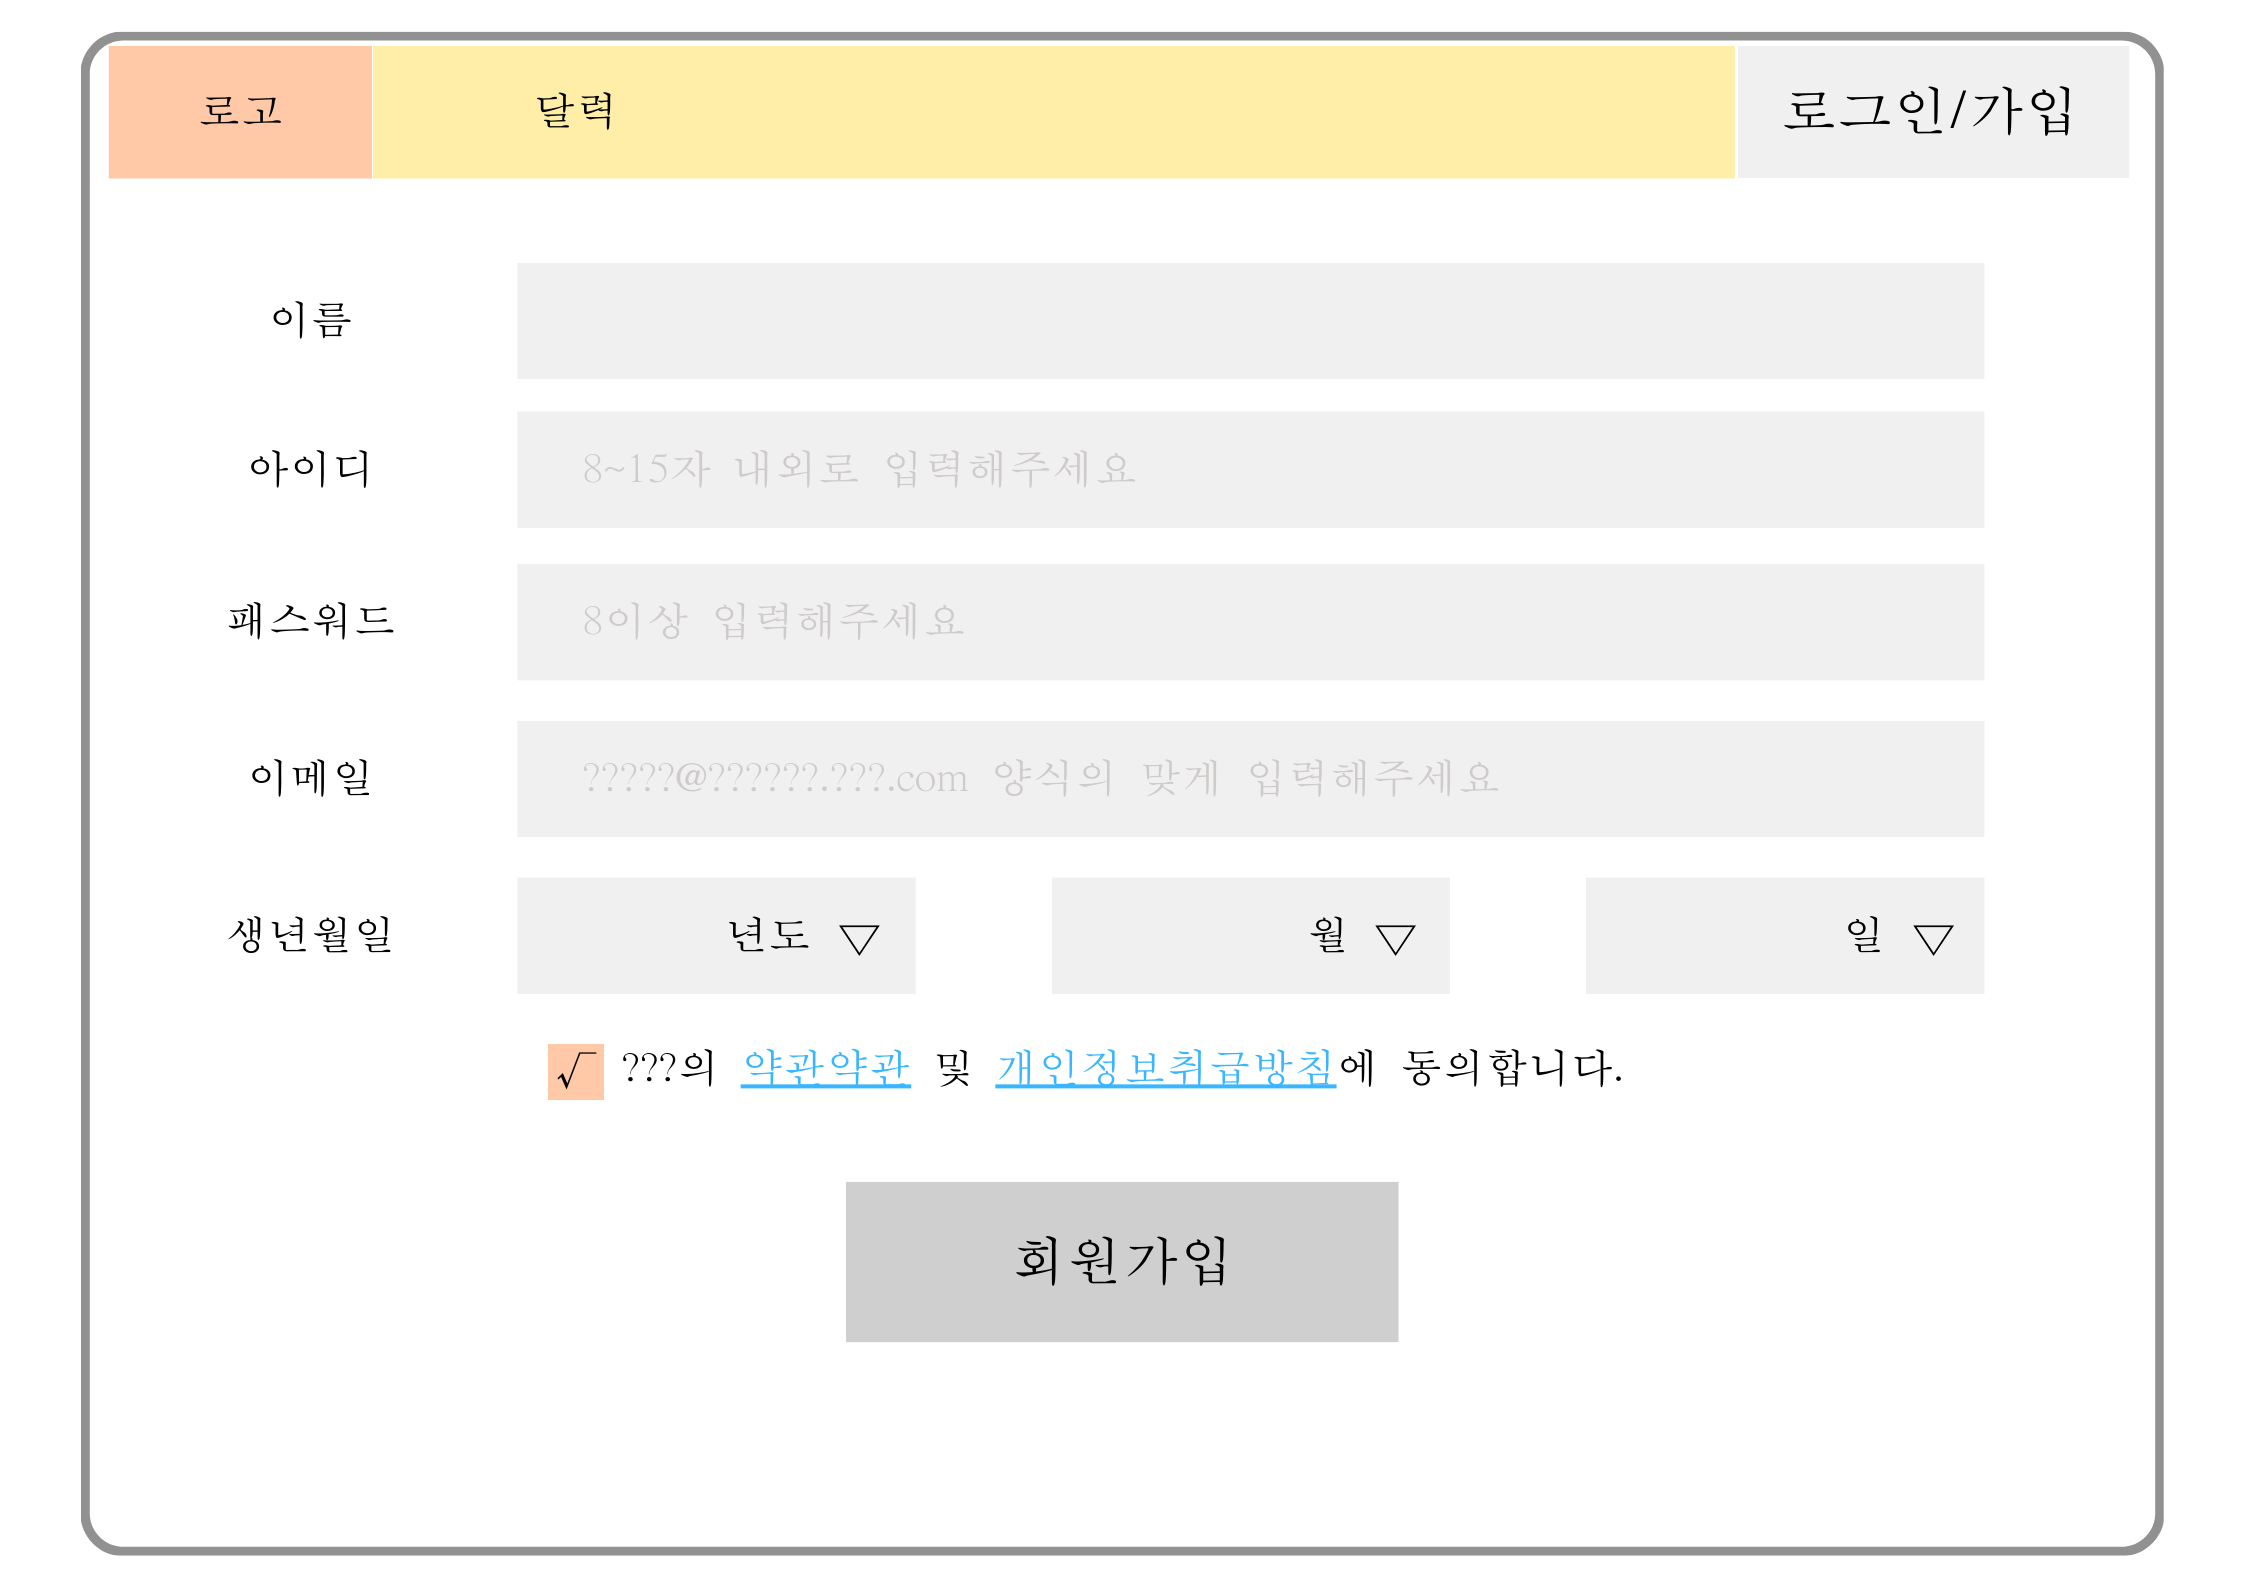 로고 달력 로그인/가입
이름
아이디 8~15자 내외로 입력해주세요
패스워드 8이상 입력해주세요
이메일 ?????@??????.???.com 양식의 맞게 입력해주세요
생년월일 년도 ▽ 월 ▽ 일 ▽
√ ???의 약관약관 및 개인정보취급방침에 동의합니다.
회원가입